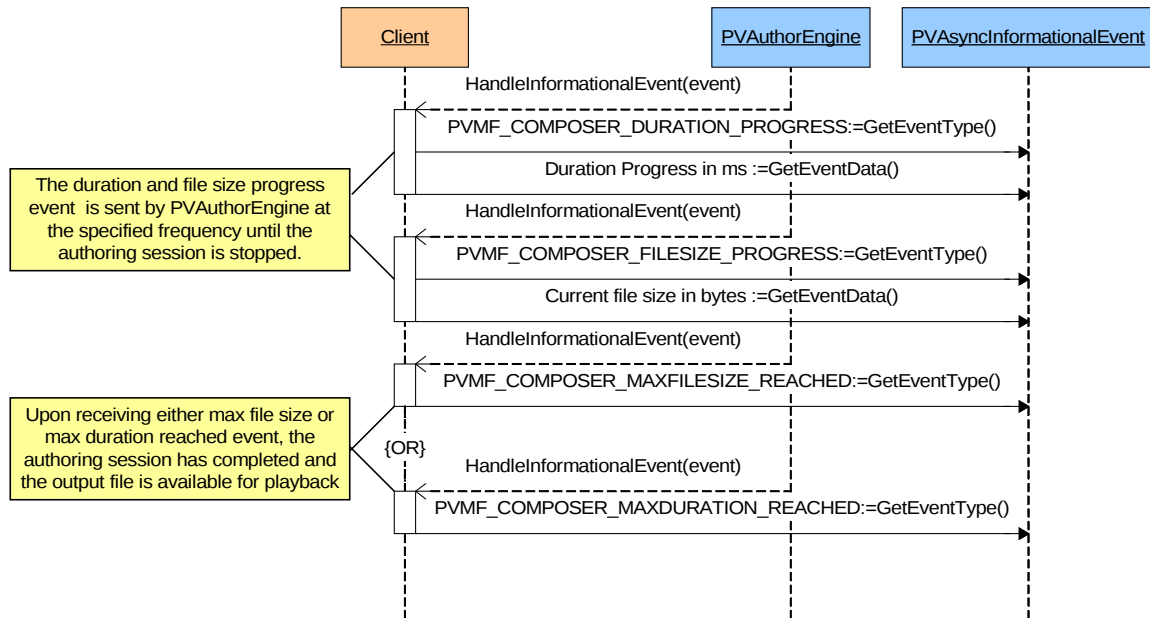 Client
PVAuthorEngine
PVAsyncInformationalEvent
HandleInformationalEvent(event)
PVMF_COMPOSER_DURATION_PROGRESS:=GetEventType()
Duration Progress in ms :=GetEventData()
The duration and file size progress
event is sent by PVAuthorEngine at
the specified frequency until the
authoring session is stopped.
HandleInformationalEvent(event)
PVMF_COMPOSER_FILESIZE_PROGRESS:=GetEventType()
Current file size in bytes :=GetEventData()
HandleInformationalEvent(event)
PVMF_COMPOSER_MAXFILESIZE_REACHED:=GetEventType()
Upon receiving either max file size or
max duration reached event, the
authoring session has completed and
the output file is available for playback
{OR}
HandleInformationalEvent(event)
PVMF_COMPOSER_MAXDURATION_REACHED:=GetEventType()